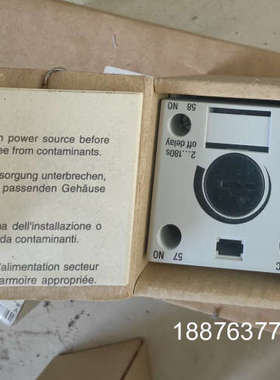 power source before
ee from contaminants.
sorgung unterbrechen,
passenden Gehäuse
dell'installazione o
da contaminanti.
'alimentation secteur
armoire appropriée.
58
NO
2...180s
off delay
57
NO
C
18876377